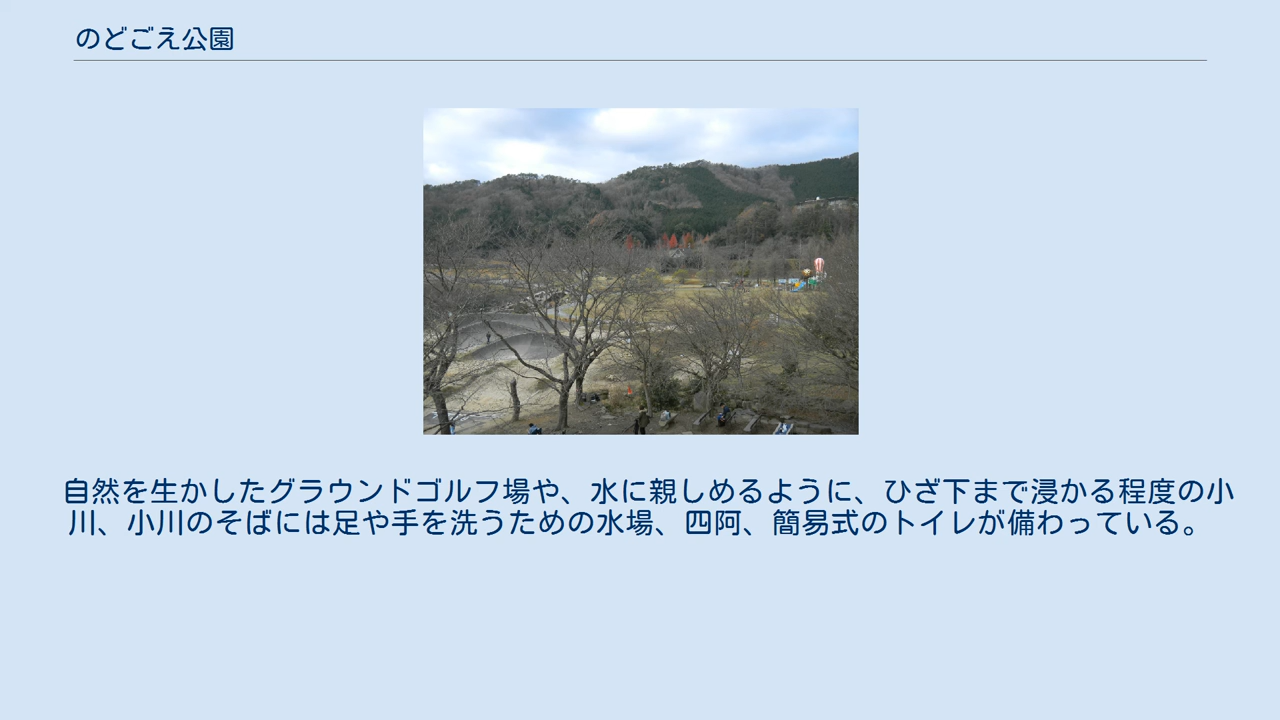 のどごえ公園
自然を生かしたグラウンドゴルフ場や、水に親しめるように、ひざ下まで浸かる程度の小
川、小川のそばには足や手を洗うための水場、四阿、簡易式のトイレが備わっている。